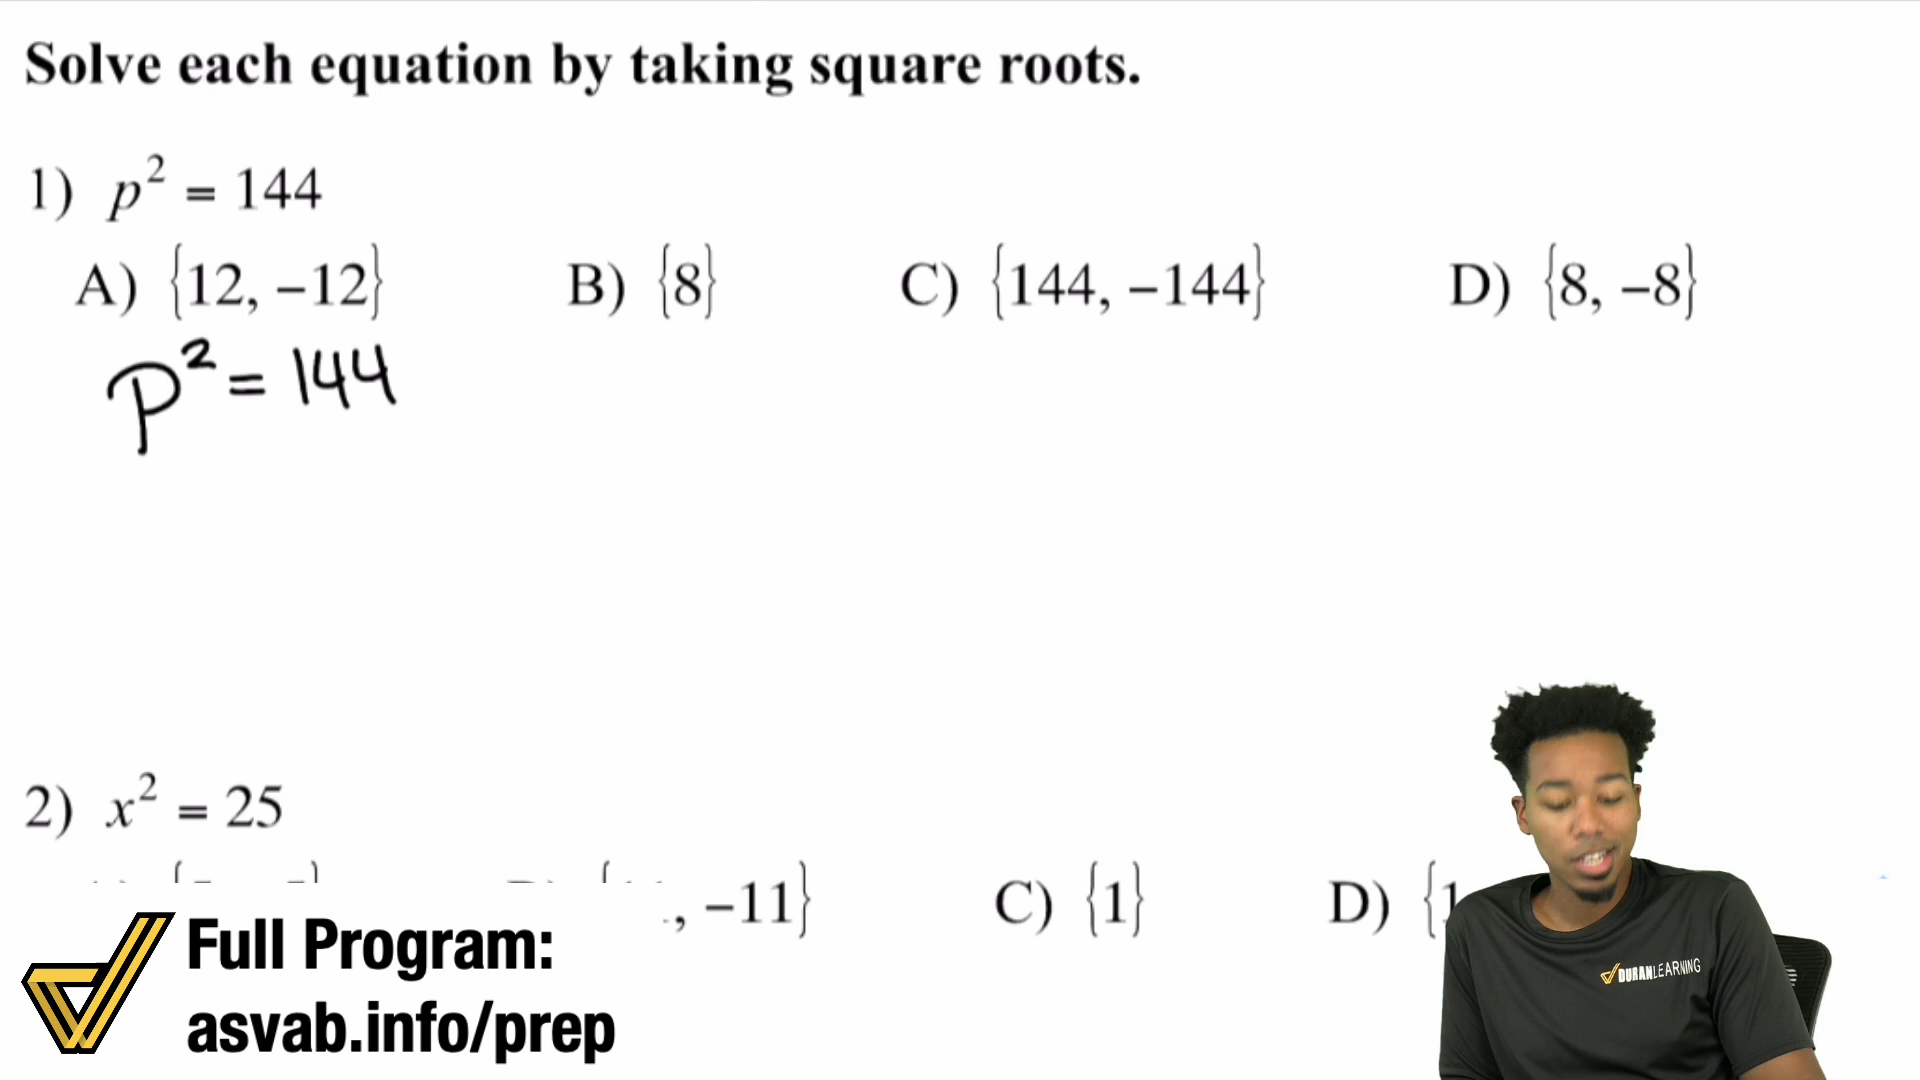 Solve each equation by taking square roots.
1) p² = 144
A) {12, −12} B) {8} C) {144, −144} D) {8, −8}
P² = 144
2) x² = 25
, −11} C) {1} D) {1
Full Program:
asvab.info/prep
DURANLEARNING